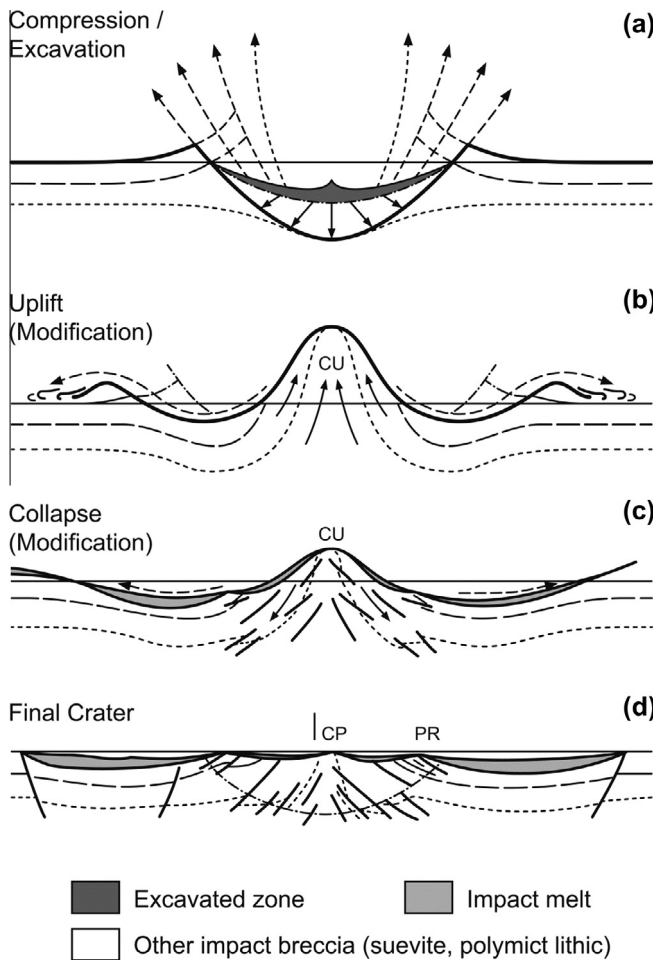 Compression /
Excavation
(a)
Uplift
(Modification)
(b)
CU
Collapse
(Modification)
(c)
CU
Final Crater
(d)
CP
PR
Excavated zone
Impact melt
Other impact breccia (suevite, polymict lithic)